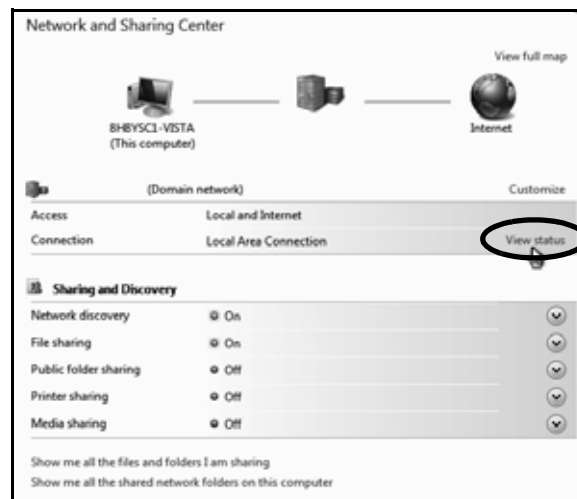 Network and Sharing Center
View full map
8HBYSC1-VISTA
(This computer)
Internet
(Domain network) Customize
Access Local and Internet
Connection Local Area Connection View status
Sharing and Discovery
Network discovery On
File sharing On
Public folder sharing Off
Printer sharing Off
Media sharing Off
Show me all the files and folders I am sharing
Show me all the shared network folders on this computer